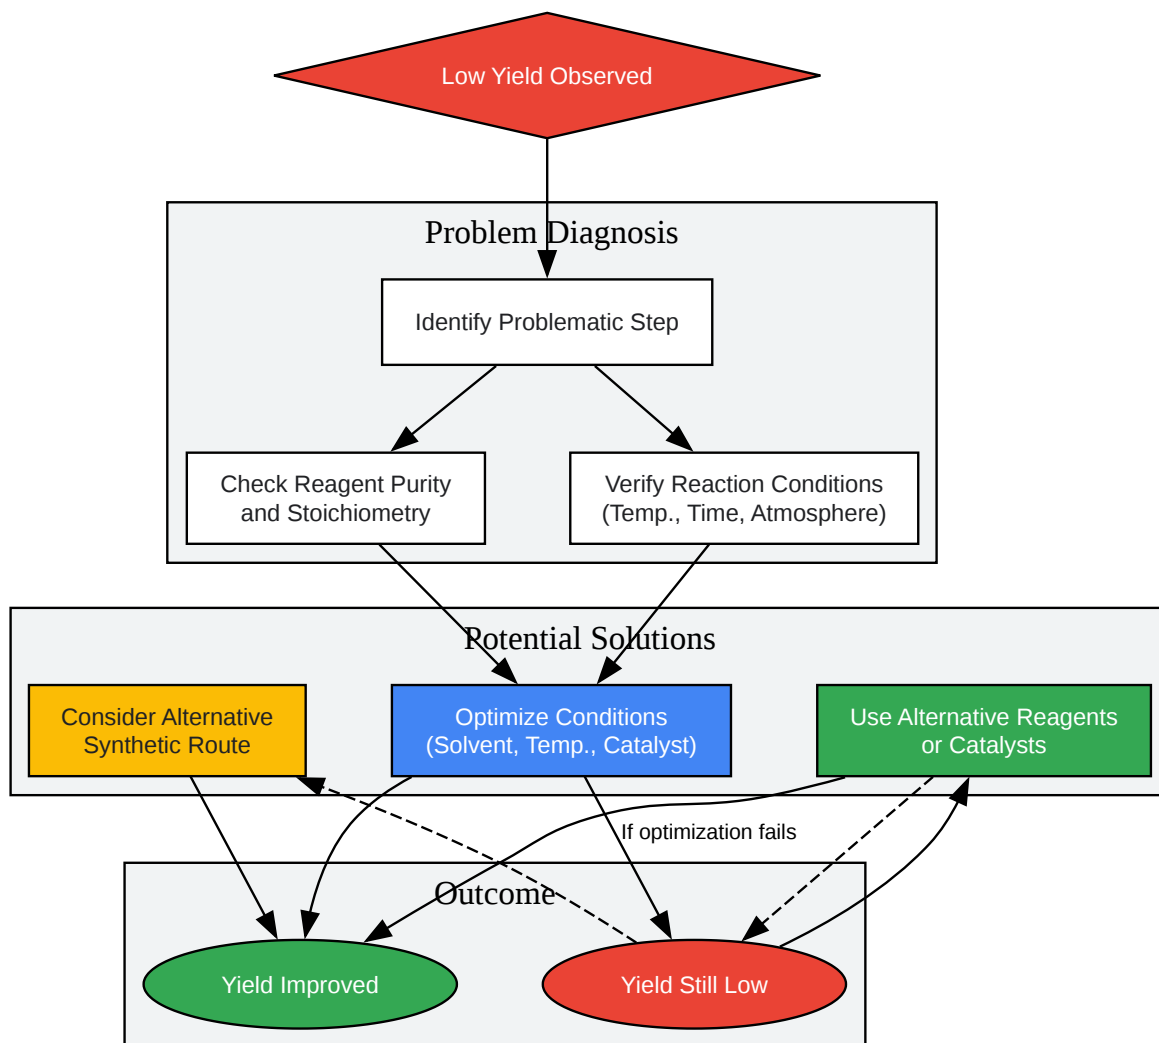 Low Yield Observed
Problem Diagnosis
Identify Problematic Step
Check Reagent Purity
and Stoichiometry
Verify Reaction Conditions
(Temp., Time, Atmosphere)
Potential Solutions
Consider Alternative
Synthetic Route
Optimize Conditions
(Solvent, Temp., Catalyst)
Use Alternative Reagents
or Catalysts
If optimization fails
Outcome
Yield Improved
Yield Still Low